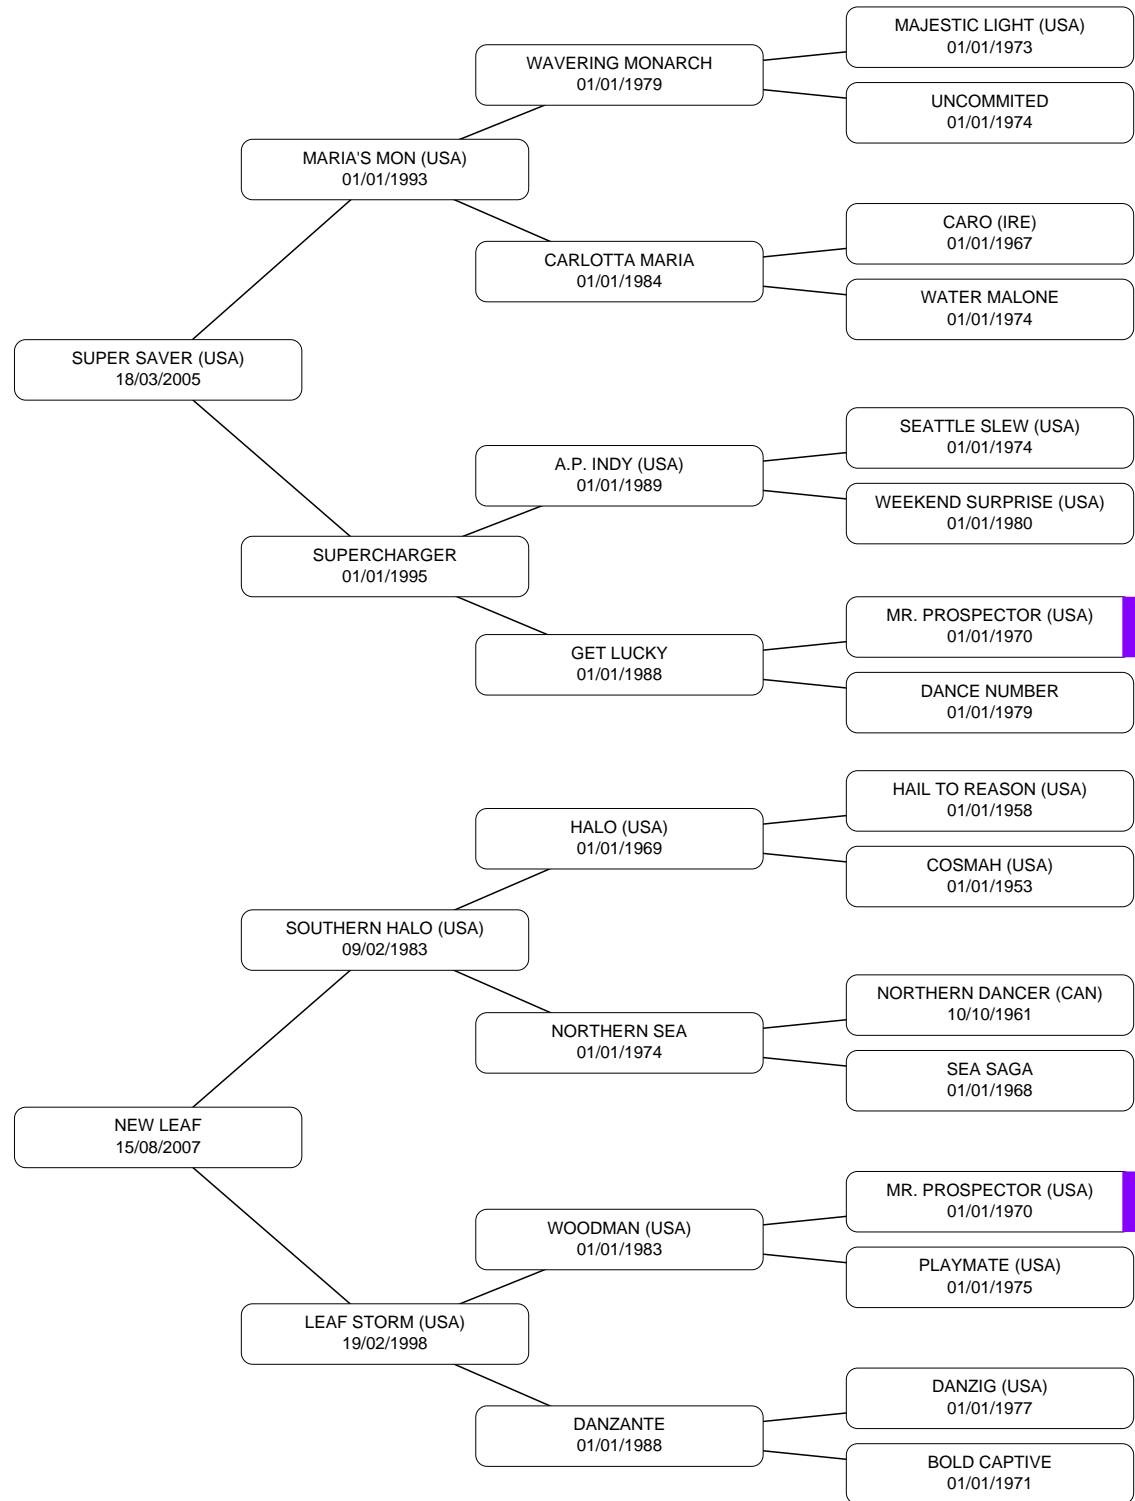 MAJESTIC LIGHT (USA)
01/01/1973
WAVERING MONARCH
01/01/1979
UNCOMMITED
01/01/1974
MARIA'S MON (USA)
01/01/1993
CARO (IRE)
01/01/1967
CARLOTTA MARIA
01/01/1984
WATER MALONE
01/01/1974
SUPER SAVER (USA)
18/03/2005
SEATTLE SLEW (USA)
01/01/1974
A.P. INDY (USA)
01/01/1989
WEEKEND SURPRISE (USA)
01/01/1980
SUPERCHARGER
01/01/1995
MR. PROSPECTOR (USA)
01/01/1970
GET LUCKY
01/01/1988
DANCE NUMBER
01/01/1979
HAIL TO REASON (USA)
01/01/1958
HALO (USA)
01/01/1969
COSMAH (USA)
01/01/1953
SOUTHERN HALO (USA)
09/02/1983
NORTHERN DANCER (CAN)
10/10/1961
NORTHERN SEA
01/01/1974
SEA SAGA
01/01/1968
NEW LEAF
15/08/2007
MR. PROSPECTOR (USA)
01/01/1970
WOODMAN (USA)
01/01/1983
PLAYMATE (USA)
01/01/1975
LEAF STORM (USA)
19/02/1998
DANZIG (USA)
01/01/1977
DANZANTE
01/01/1988
BOLD CAPTIVE
01/01/1971